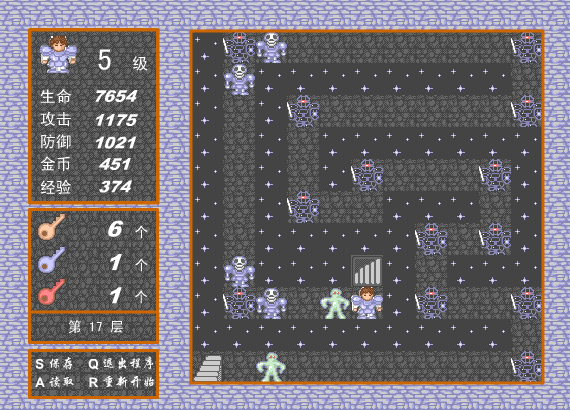 5 级
生命 7654
攻击 1175
防御 1021
金币 451
经验 374
6 个
1 个
1 个
第 17 层
S 保存 Q 退出程序
A 读取 R 重新开始